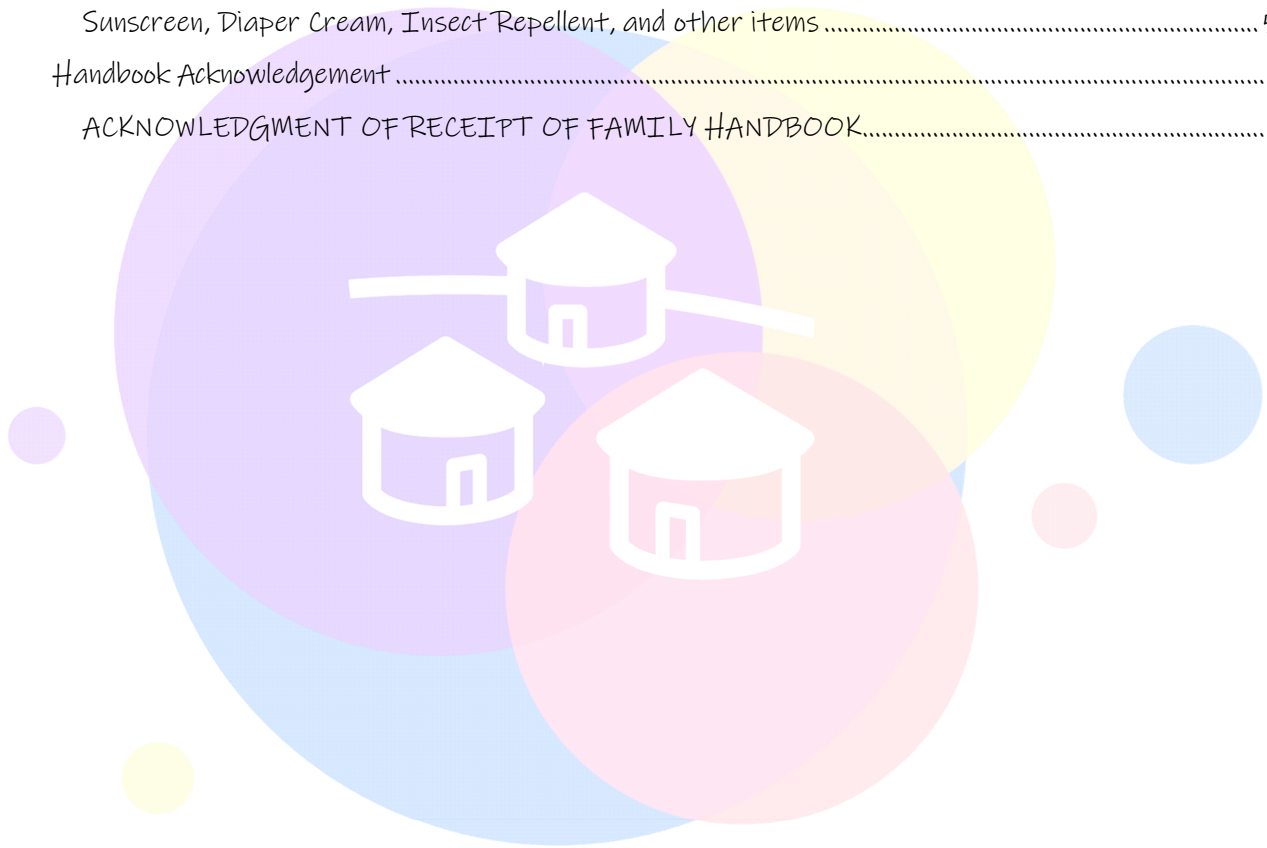 Sunscreen, Diaper Cream, Insect Repellent, and other items ......................................................................
Handbook Acknowledgement ..............................................................................................................................................
ACKNOWLEDGMENT OF RECEIPT OF FAMILY HANDBOOK.................................................................